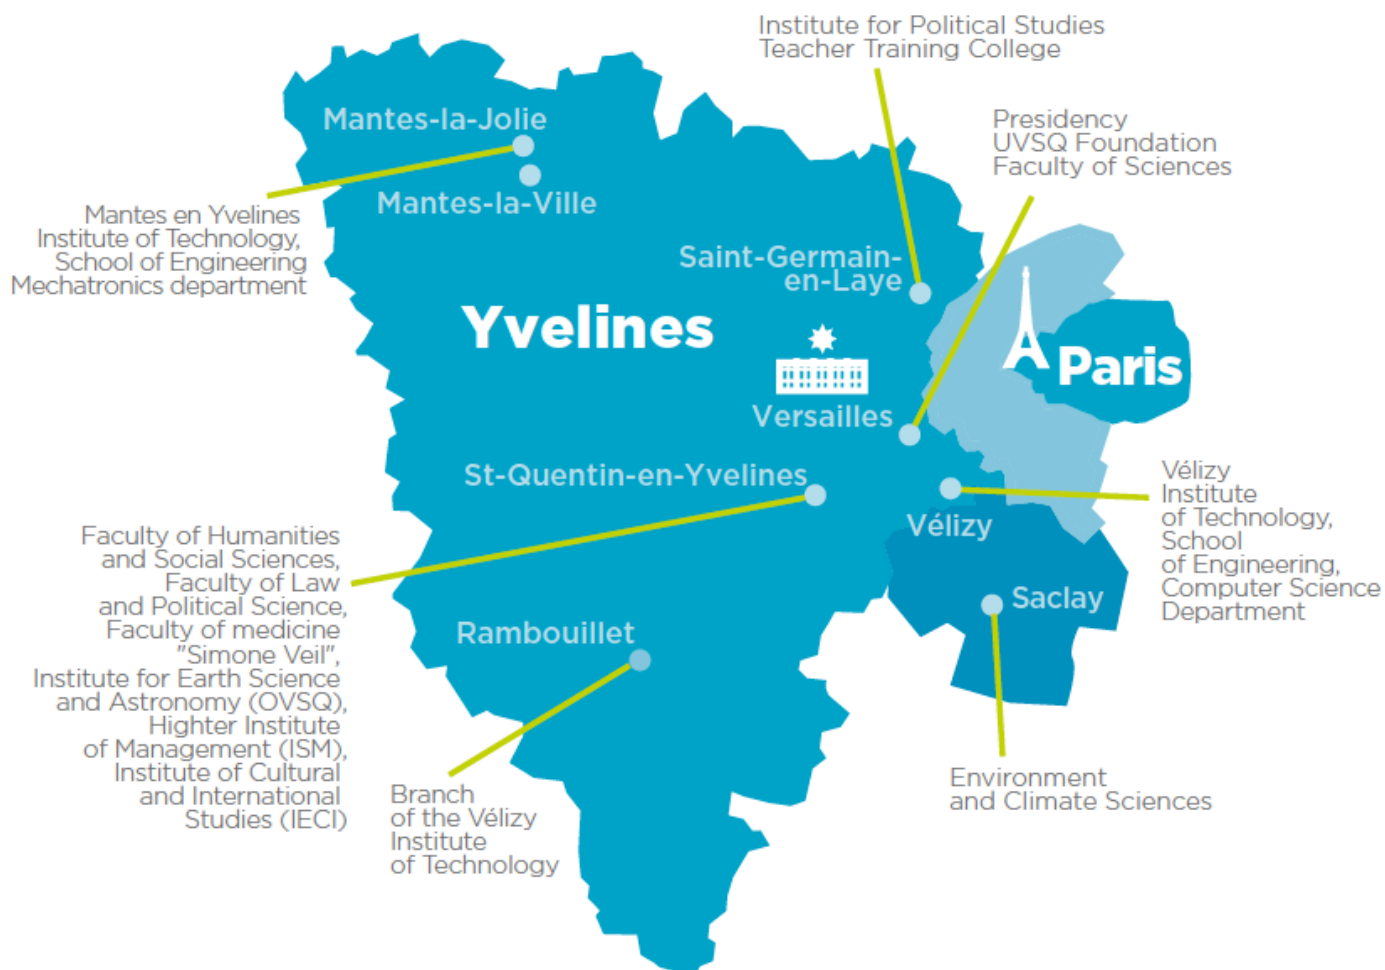 Institute for Political Studies
Teacher Training College
Presidency
UVSQ Foundation
Faculty of Sciences
Mantes-la-Jolie
Mantes-la-Ville
Mantes en Yvelines
Institute of Technology,
School of Engineering
Mechatronics department
Saint-Germain-
en-Laye
Yvelines
Paris
Versailles
St-Quentin-en-Yvelines
Vélizy
Vélizy
Institute
of Technology,
School
of Engineering,
Computer Science
Department
Faculty of Humanities
and Social Sciences,
Faculty of Law
and Political Science,
Faculty of medicine
"Simone Veil",
Institute for Earth Science
and Astronomy (OVSQ),
Highter Institute
of Management (ISM),
Institute of Cultural
and International
Studies (IECI)
Saclay
Rambouillet
Branch
of the Vélizy
Institute
of Technology
Environment
and Climate Sciences